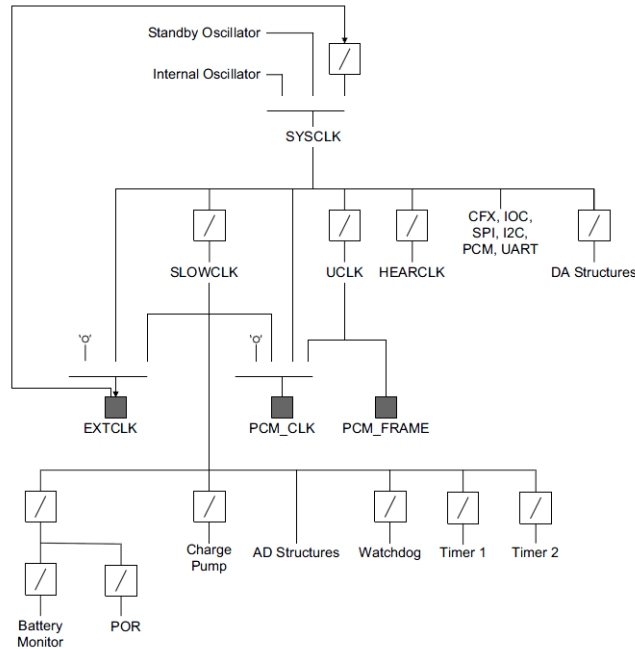 Standby Oscillator
Internal Oscillator
SYSCLK
CFX, IOC,
SPI, I2C,
PCM, UART
SLOWCLK
UCLK
HEARCLK
DA Structures
'0'
'0'
EXTCLK
PCM_CLK
PCM_FRAME
Charge
Pump
AD Structures
Watchdog
Timer 1
Timer 2
Battery
Monitor
POR